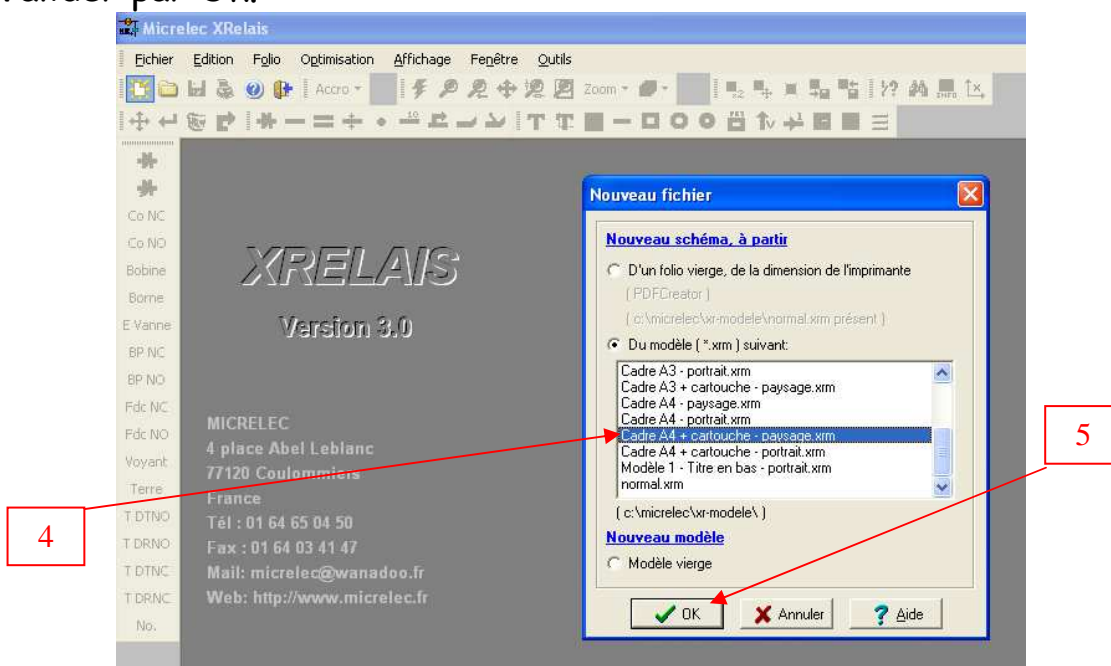 valider par OK.
Micrelec XRelais
Fichier Edition Folio Optimisation Affichage Fenêtre Outils
Accro Zoom
Co NC
Co NO
Bobine
Borne
E Vanne
BP NC
BP NO
Fdc NC
Fdc NO
Voyant
Terre
T DTNO
T DRNO
T DTNC
T DRNC
No.
XRELAIS
Version 3.0
MICRELEC
4 place Abel Leblanc
77120 Coulommiers
France
Tél : 01 64 65 04 50
Fax : 01 64 03 41 47
Mail: micrelec@wanadoo.fr
Web: http://www.micrelec.fr
Nouveau fichier
Nouveau schéma, à partir
D'un folio vierge, de la dimension de l'imprimante
( PDFCreator )
( c:\micrelec\xr-modele\normal.xrm présent )
Du modèle ( *.xrm ) suivant:
Cadre A3 - portrait.xrm
Cadre A3 + cartouche - paysage.xrm
Cadre A4 - paysage.xrm
Cadre A4 - portrait.xrm
Cadre A4 + cartouche - paysage.xrm
Cadre A4 + cartouche - portrait.xrm
Modèle 1 - Titre en bas - portrait.xrm
normal.xrm
( c:\micrelec\xr-modele\ )
Nouveau modèle
Modèle vierge
OK Annuler Aide
4
5